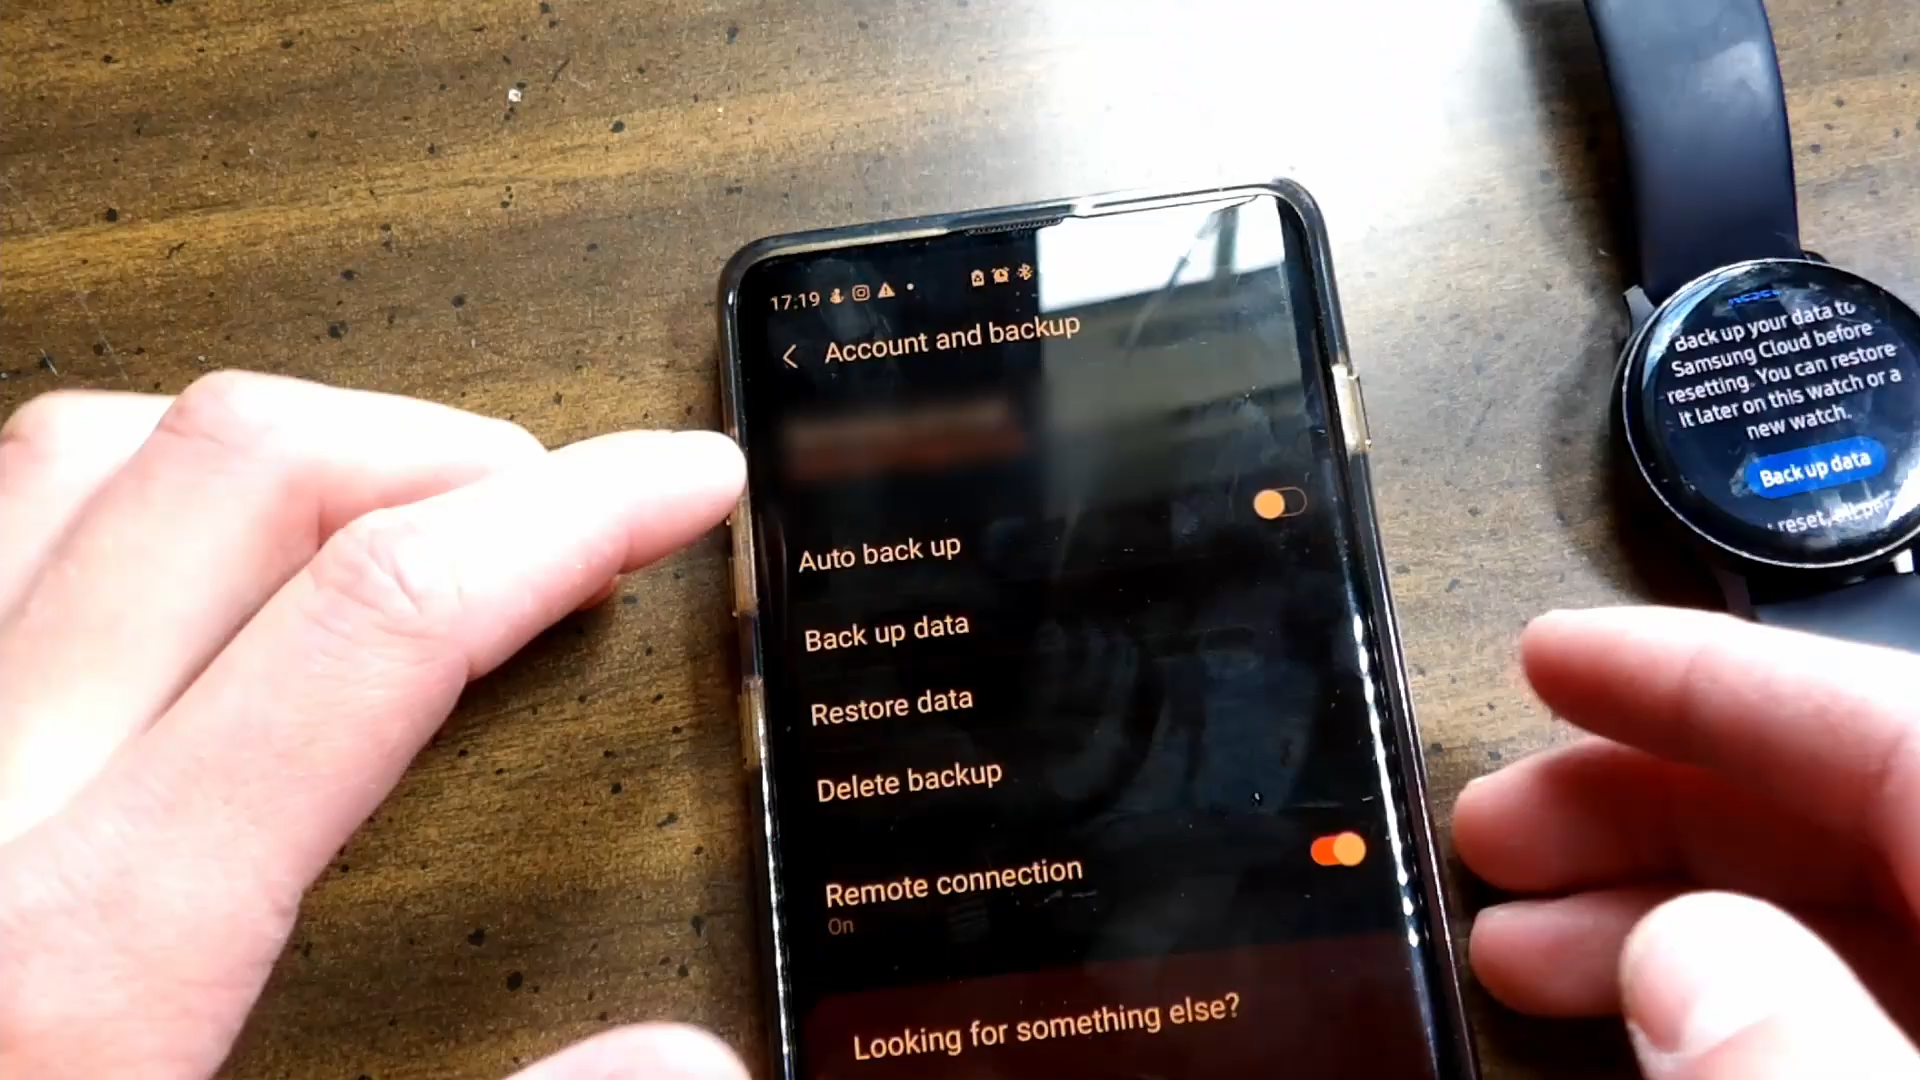 17:19
Account and backup
Auto back up
Back up data
Restore data
Delete backup
Remote connection
On
Looking for something else?
Back up your data to
Samsung Cloud before
resetting. You can restore
it later on this watch or a
new watch.
Back up data
reset, all